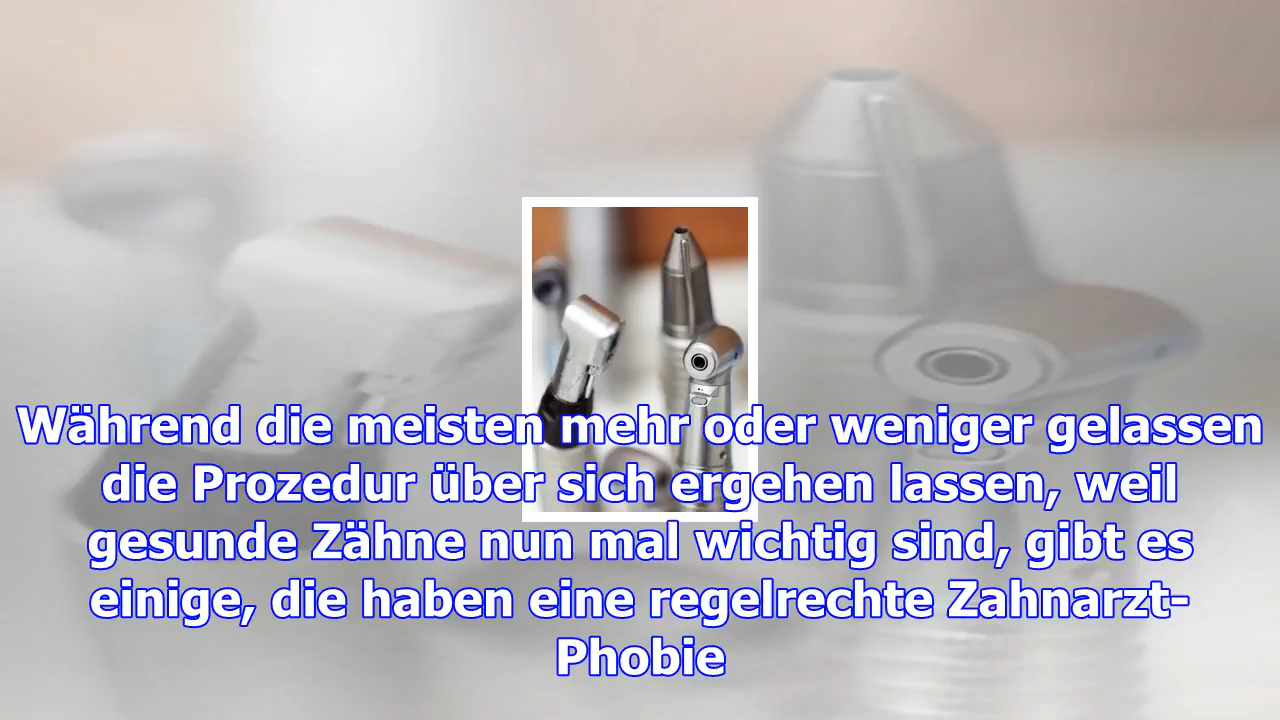 Während die meisten mehr oder weniger gelassen
die Prozedur über sich ergehen lassen, weil
gesunde Zähne nun mal wichtig sind, gibt es
einige, die haben eine regelrechte Zahnarzt-
Phobie